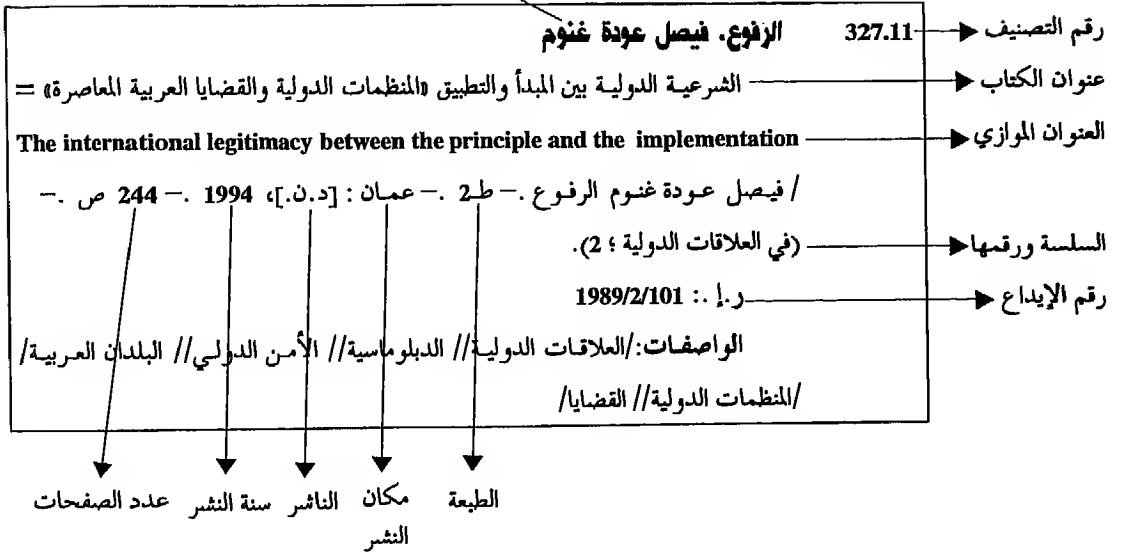 رقم التصنيف 327.11 الرفوع، فيصل عودة غنوم
عنوان الكتاب الشرعية الدولية بين المبدأ والتطبيق «المنظمات الدولية والقضايا العربية المعاصرة» =
العنوان الموازي The international legitimacy between the principle and the implementation
/ فيصل عودة غنوم الرفوع .— ط2 .— عمان : [د.ن.]، 1994 .— 244 ص .—
السلسة ورقمها (في العلاقات الدولية ؛ 2).
رقم الإيداع ر.إ .: 1989/2/101
الواصفات:/العلاقات الدولية// الدبلوماسية// الأمن الدولي// البلدان العربية/
/المنظمات الدولية// القضايا/
الطبعة مكان الناشر سنة النشر عدد الصفحات
النشر